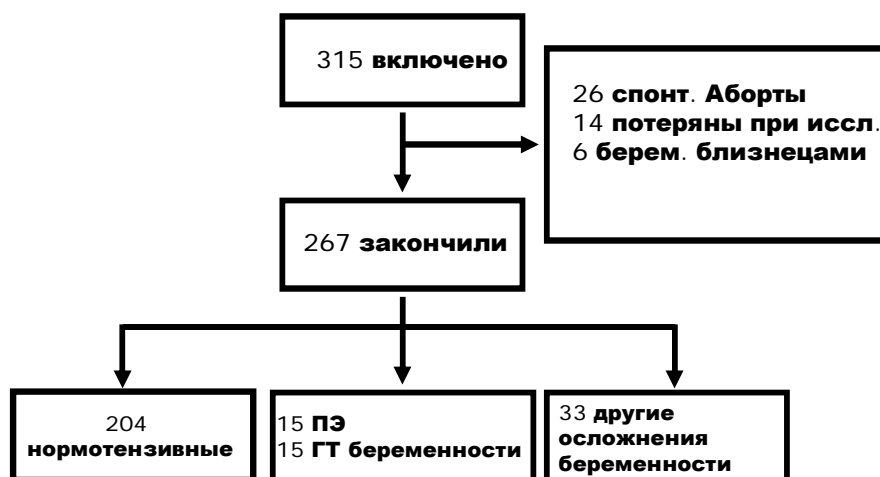 315 включено
26 спонт. Аборты
14 потеряны при иссл.
6 берем. близнецами
267 закончили
204
нормотензивные
15 ПЭ
15 ГТ беременности
33 другие
осложнения
беременности